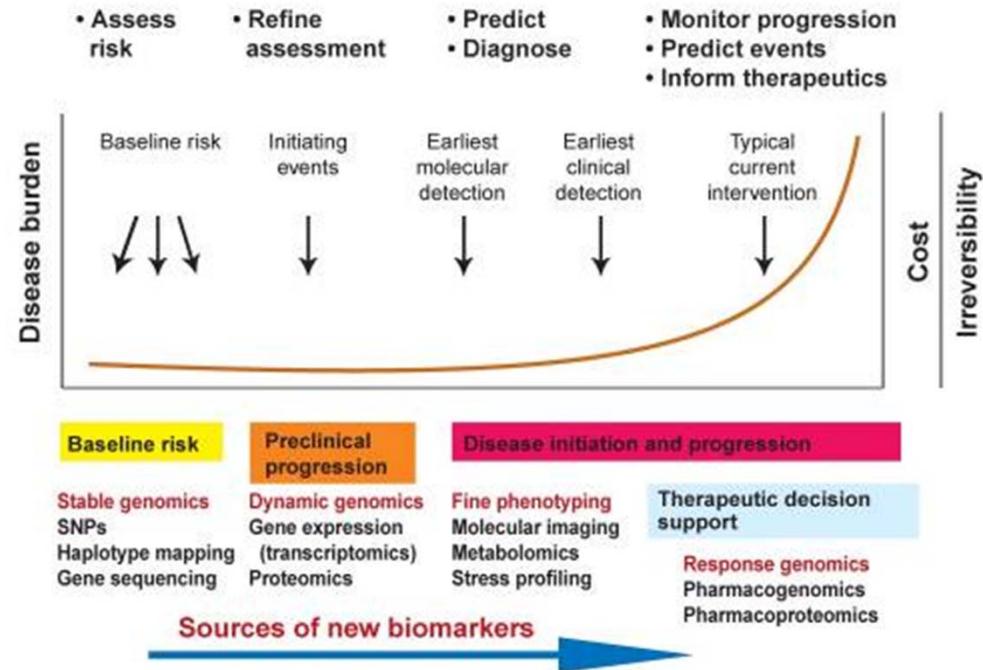 • Assess
risk
• Refine
assessment
• Predict
• Diagnose
• Monitor progression
• Predict events
• Inform therapeutics
Disease burden
Baseline risk
Initiating
events
Earliest
molecular
detection
Earliest
clinical
detection
Typical
current
intervention
Cost
Irreversibility
Baseline risk
Stable genomics
SNPs
Haplotype mapping
Gene sequencing
Preclinical
progression
Dynamic genomics
Gene expression
(transcriptomics)
Proteomics
Disease initiation and progression
Fine phenotyping
Molecular imaging
Metabolomics
Stress profiling
Therapeutic decision
support
Response genomics
Pharmacogenomics
Pharmacoproteomics
Sources of new biomarkers